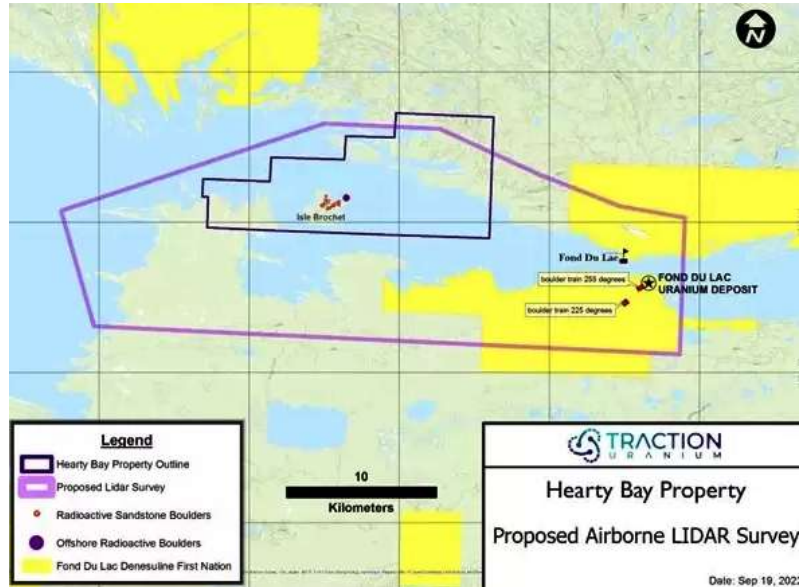 N
Isle Brochet
Fond Du Lac
FOND DU LAC
URANIUM DEPOSIT
boulder train 255 degrees
boulder train 225 degrees
Legend
Hearty Bay Property Outline
Proposed Lidar Survey
Radioactive Sandstone Boulders
Offshore Radioactive Boulders
Fond Du Lac Denesuline First Nation
10
Kilometers
TRACTION
URANIUM
Hearty Bay Property
Proposed Airborne LIDAR Survey
Date: Sep 19,